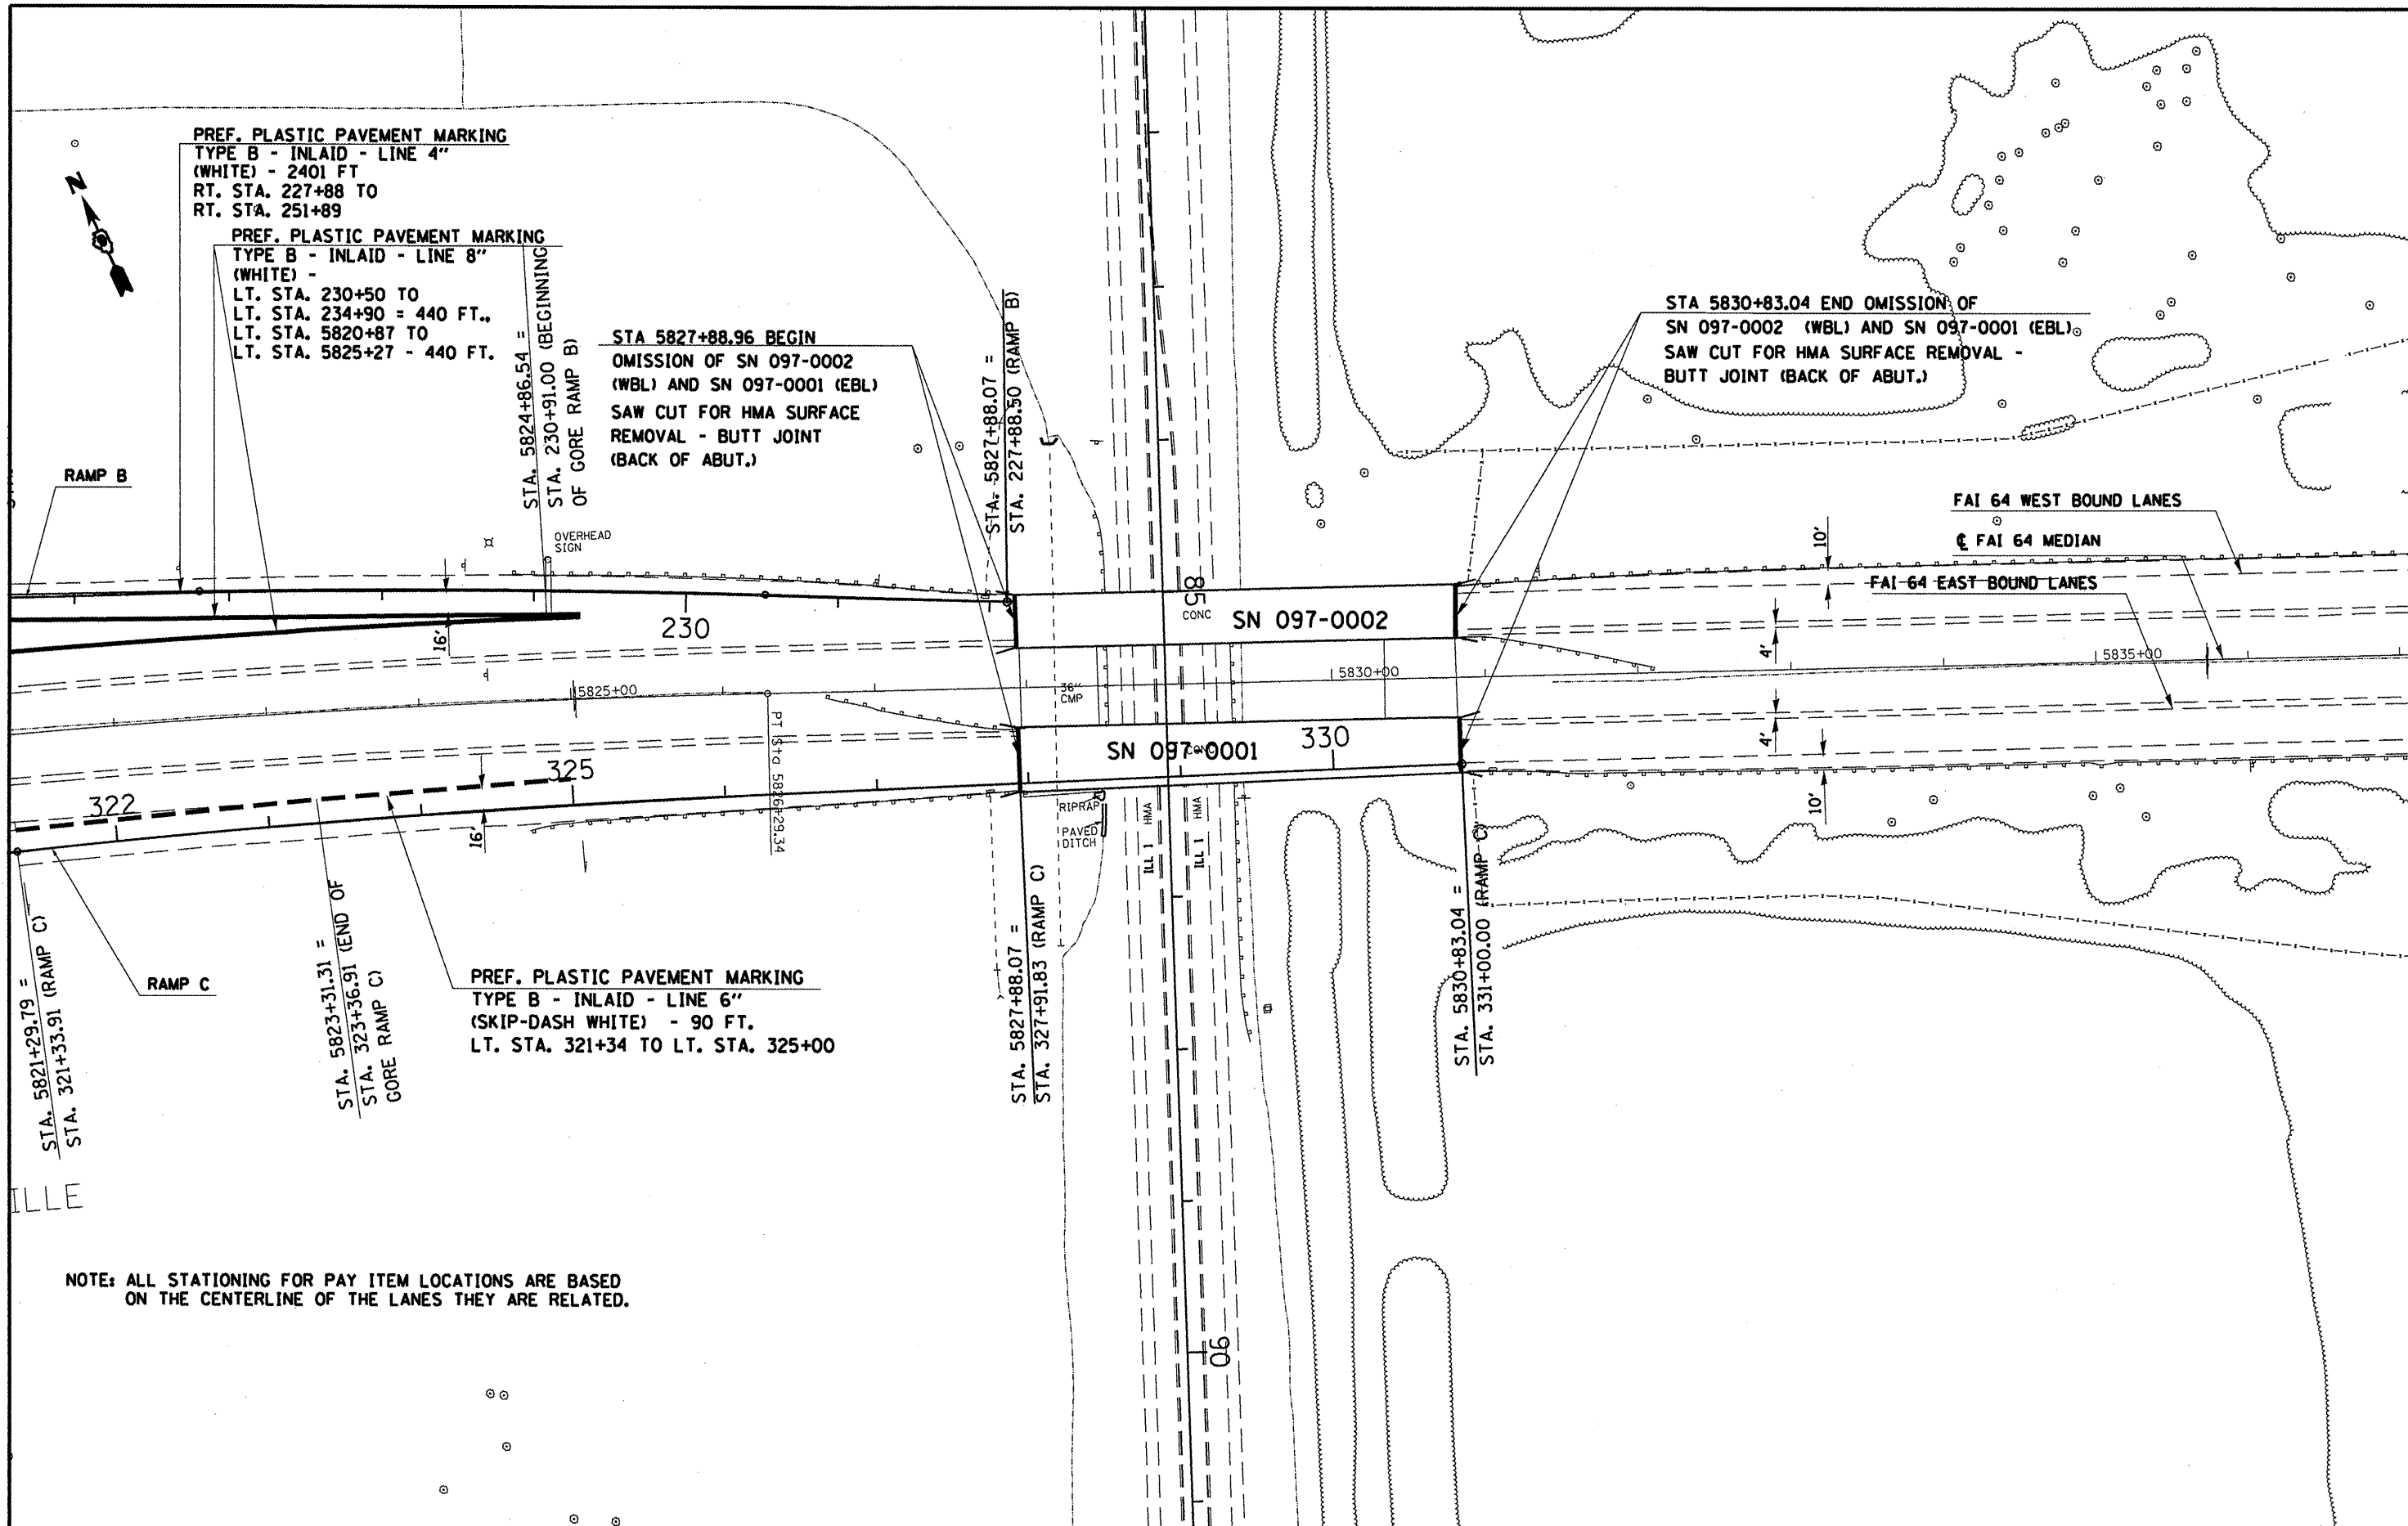 PREF. PLASTIC PAVEMENT MARKING
TYPE B - INLAID - LINE 4"
(WHITE) - 2401 FT
RT. STA. 227+88 TO
RT. STA. 251+89
N
PREF. PLASTIC PAVEMENT MARKING
TYPE B - INLAID - LINE 8"
(WHITE) -
LT. STA. 230+50 TO
LT. STA. 234+90 = 440 FT.,
LT. STA. 5820+87 TO
LT. STA. 5825+27 - 440 FT.
STA. 5824+86.54 =
STA. 230+91.00 (BEGINNING
OF GORE RAMP B)
STA 5827+88.96 BEGIN
OMISSION OF SN 097-0002
(WBL) AND SN 097-0001 (EBL)
SAW CUT FOR HMA SURFACE
REMOVAL - BUTT JOINT
(BACK OF ABUT.)
STA. 5827+88.07 =
STA. 227+88.50 (RAMP B)
STA 5830+83.04 END OMISSION OF
SN 097-0002 (WBL) AND SN 097-0001 (EBL)
SAW CUT FOR HMA SURFACE REMOVAL -
BUTT JOINT (BACK OF ABUT.)
RAMP B
OVERHEAD
SIGN
FAI 64 WEST BOUND LANES
℄ FAI 64 MEDIAN
FAI 64 EAST BOUND LANES
10'
85
CONC
SN 097-0002
230
16'
4'
5835+00
5830+00
5825+00
36"
CMP
PT Sta 5826+29.34
SN 097-0001
CONC
330
4'
10'
325
322
16'
RIPRAP
PAVED
DITCH
HMA
HMA
ILL 1
ILL 1
STA. 5821+29.79 =
STA. 321+33.91 (RAMP C)
RAMP C
STA. 5823+31.31 =
STA. 323+36.91 (END OF
GORE RAMP C)
PREF. PLASTIC PAVEMENT MARKING
TYPE B - INLAID - LINE 6"
(SKIP-DASH WHITE) - 90 FT.
LT. STA. 321+34 TO LT. STA. 325+00
STA. 5827+88.07 =
STA. 327+91.83 (RAMP C)
STA. 5830+83.04 =
STA. 331+00.00 (RAMP C)
ILLE
NOTE: ALL STATIONING FOR PAY ITEM LOCATIONS ARE BASED
ON THE CENTERLINE OF THE LANES THEY ARE RELATED.
90